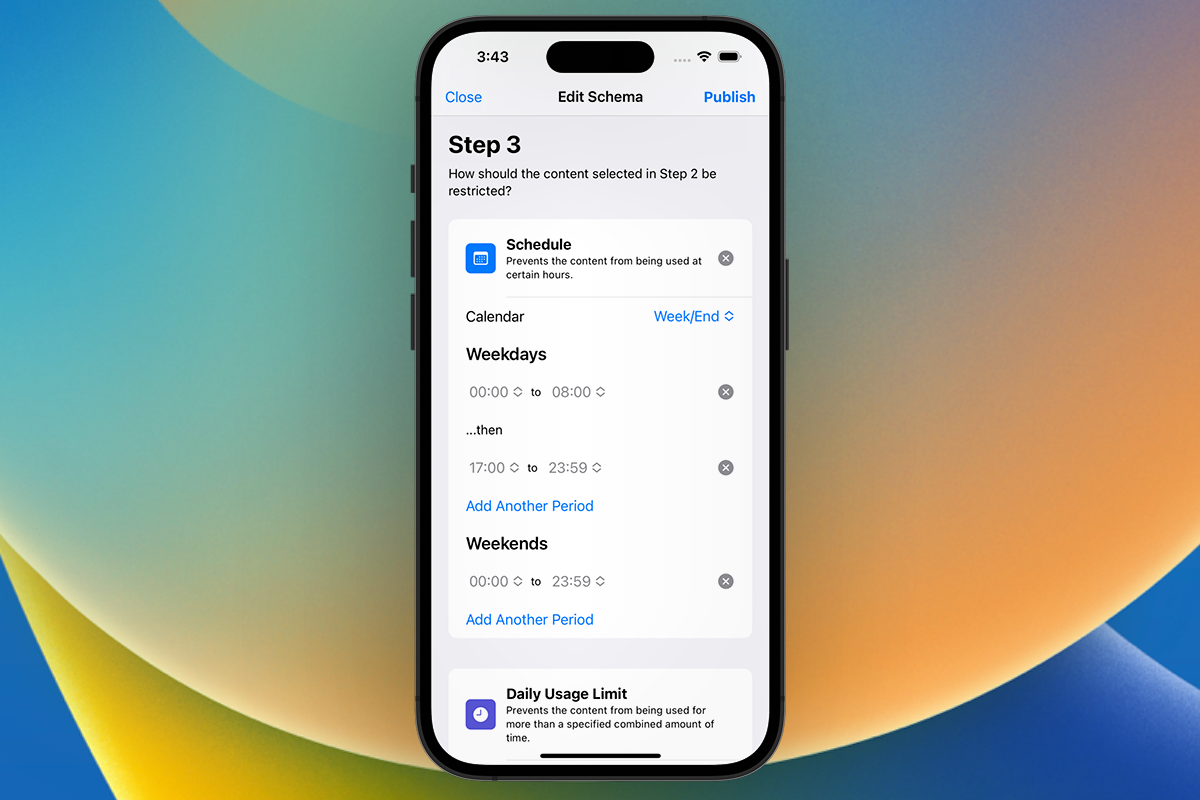 3:43
Close Edit Schema Publish
Step 3
How should the content selected in Step 2 be
restricted?
Schedule
Prevents the content from being used at
certain hours.
Calendar Week/End
Weekdays
00:00 to 08:00
...then
17:00 to 23:59
Add Another Period
Weekends
00:00 to 23:59
Add Another Period
Daily Usage Limit
Prevents the content from being used for
more than a specified combined amount of
time.